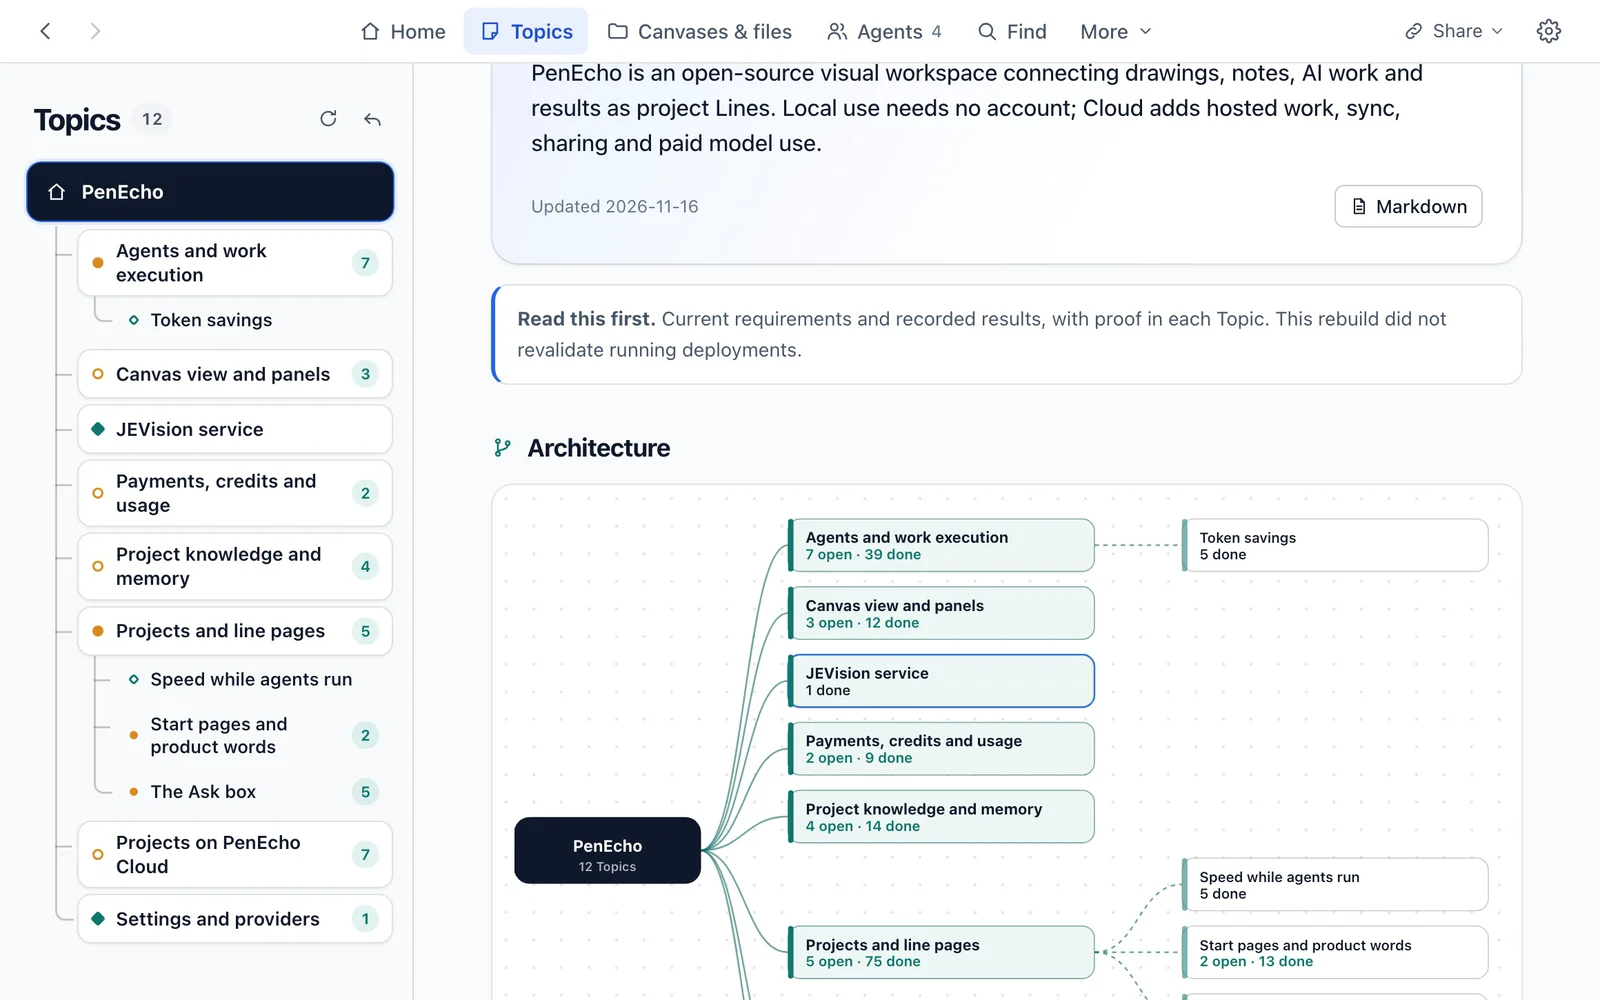 Home
Topics
Canvases & files
Agents 4
Find
More
Share
Topics 12
PenEcho
Agents and work
execution
7
Token savings
Canvas view and panels 3
JEVision service
Payments, credits and
usage
2
Project knowledge and
memory
4
Projects and line pages 5
Speed while agents run
Start pages and
product words
2
The Ask box 5
Projects on PenEcho
Cloud
7
Settings and providers 1
PenEcho is an open-source visual workspace connecting drawings, notes, AI work and
results as project Lines. Local use needs no account; Cloud adds hosted work, sync,
sharing and paid model use.
Updated 2026-11-16
Markdown
Read this first. Current requirements and recorded results, with proof in each Topic. This rebuild did not
revalidate running deployments.
Architecture
PenEcho
12 Topics
Agents and work execution
7 open · 39 done
Token savings
5 done
Canvas view and panels
3 open · 12 done
JEVision service
1 done
Payments, credits and usage
2 open · 9 done
Project knowledge and memory
4 open · 14 done
Projects and line pages
5 open · 75 done
Speed while agents run
5 done
Start pages and product words
2 open · 13 done